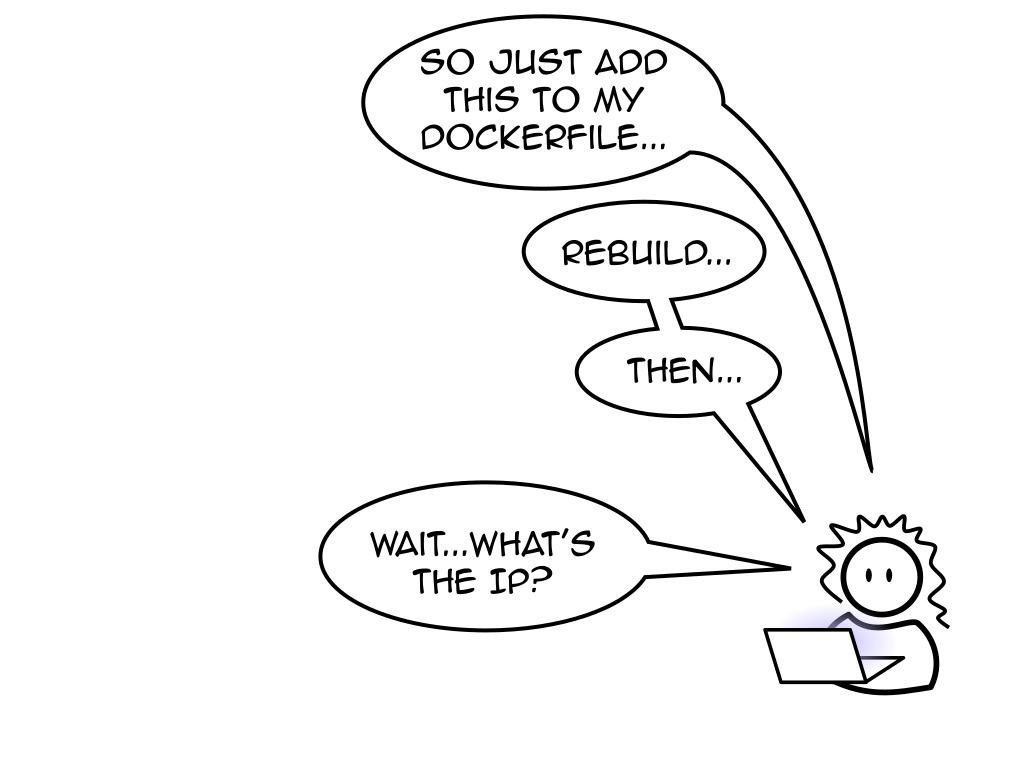 SO JUST ADD
THIS TO MY
DOCKERFILE...
REBUILD...
THEN...
WAIT...WHAT'S
THE IP?